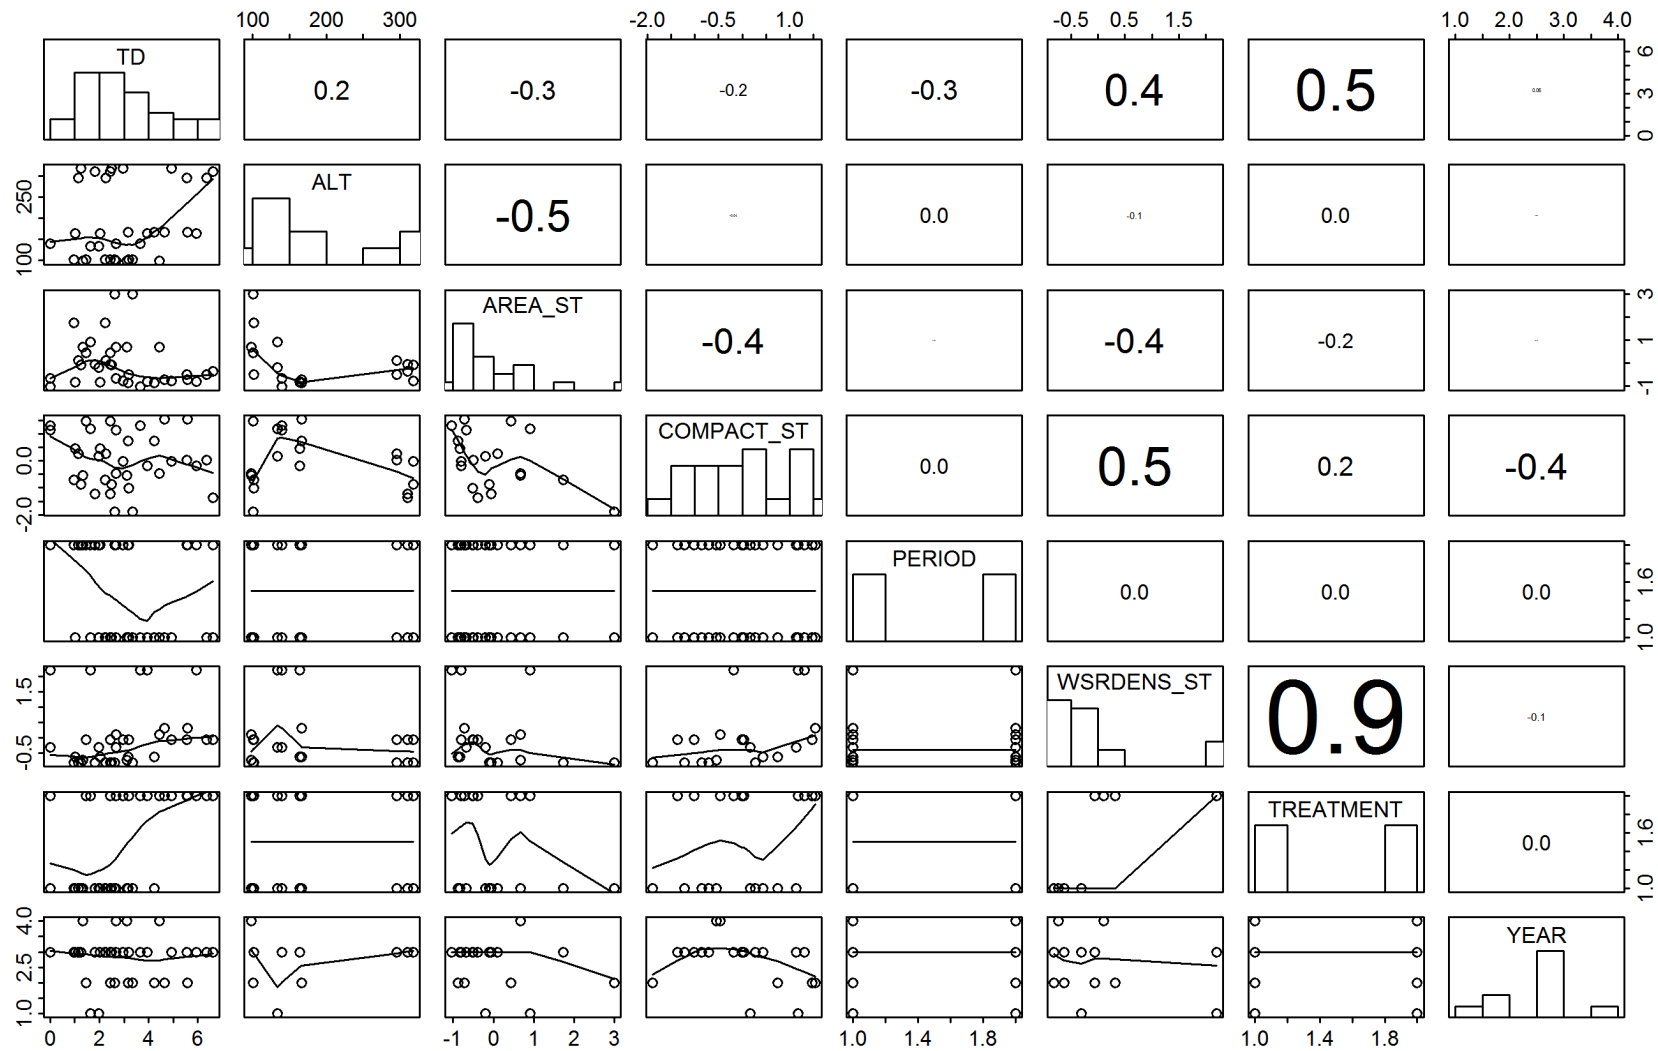 100 200 300 -2.0 -0.5 1.0 -0.5 0.5 1.5 1.0 2.0 3.0 4.0
TD 0.2 -0.3 -0.2 -0.3 0.4 0.5 0 3 6
100 250 ALT -0.5 0.0 -0.1 0.0
AREA_ST -0.4 -0.4 -0.2 -1 1 3
-2.0 0.0 COMPACT_ST 0.0 0.5 0.2 -0.4
PERIOD 0.0 0.0 0.0 1.0 1.6
-0.5 1.5 WSRDENS_ST 0.9 -0.1
TREATMENT 0.0 1.0 1.6
1.0 2.5 4.0 YEAR
0 2 4 6 -1 0 1 3 1.0 1.4 1.8 1.0 1.4 1.8